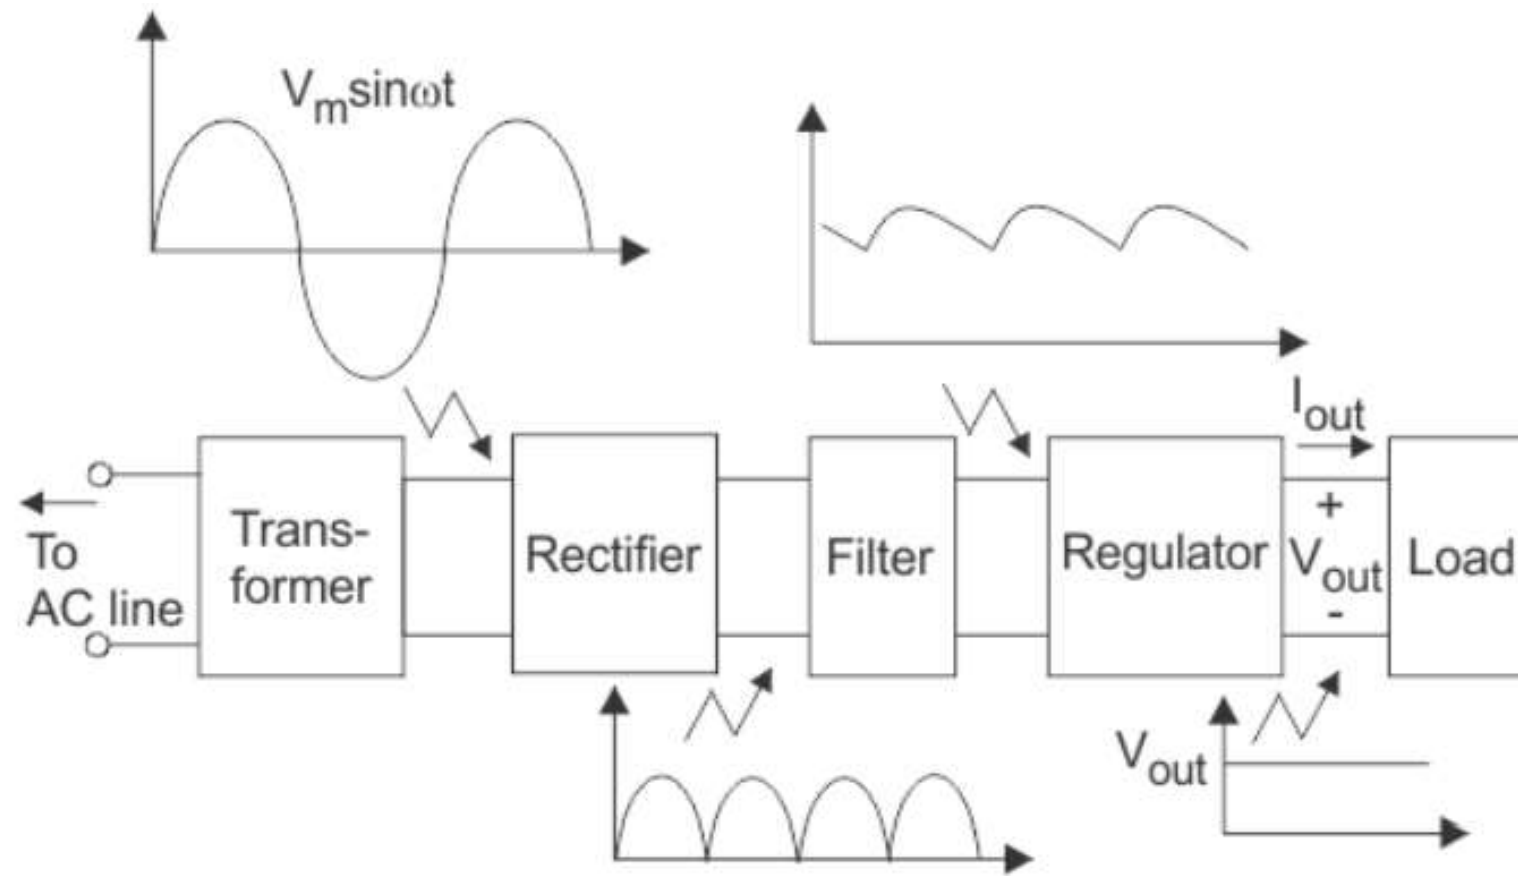 Vmsinωt
Iout
To
AC line
Trans-
former
Rectifier
Filter
Regulator
+
Vout
-
Load
Vout